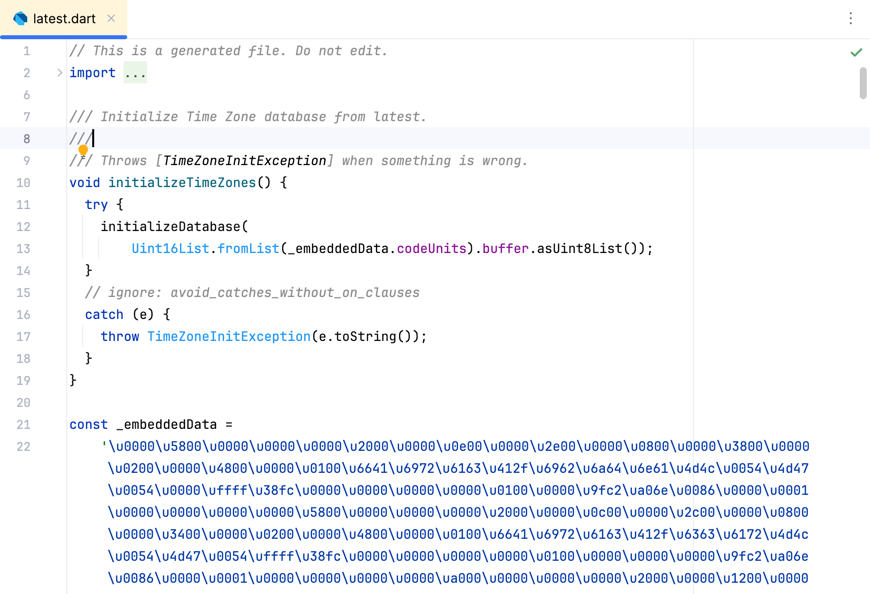 latest.dart
1 // This is a generated file. Do not edit.
2 import ...
6
7 /// Initialize Time Zone database from latest.
8 ///
9 /// Throws [TimeZoneInitException] when something is wrong.
10 void initializeTimeZones() {
11 try {
12 initializeDatabase(
13 Uint16List.fromList(_embeddedData.codeUnits).buffer.asUint8List());
14 }
15 // ignore: avoid_catches_without_on_clauses
16 catch (e) {
17 throw TimeZoneInitException(e.toString());
18 }
19 }
20
21 const _embeddedData =
22 '\u0000\u5800\u0000\u0000\u0000\u2000\u0000\u0e00\u0000\u2e00\u0000\u0800\u0000\u3800\u0000
\u0200\u0000\u4800\u0000\u0100\u6641\u6972\u6163\u412f\u6962\u6a64\u6e61\u4d4c\u0054\u4d47
\u0054\u0000\uffff\u38fc\u0000\u0000\u0000\u0000\u0100\u0000\u9fc2\ua06e\u0086\u0000\u0001
\u0000\u0000\u0000\u0000\u5800\u0000\u0000\u2000\u0000\u0c00\u0000\u2c00\u0000\u0800
\u0000\u3400\u0000\u0200\u0000\u4800\u0000\u0100\u6641\u6972\u6163\u412f\u6363\u6172\u4d4c
\u0054\u4d47\u0054\uffff\u38fc\u0000\u0000\u0000\u0000\u0100\u0000\u0000\u0000\u9fc2\ua06e
\u0086\u0000\u0001\u0000\u0000\u0000\u0000\ua000\u0000\u0000\u0000\u2000\u0000\u1200\u0000